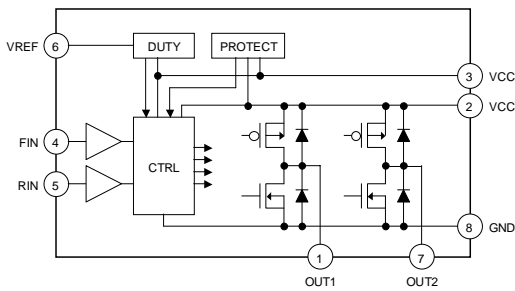 6 DUTY PROTECT
VREF
3 VCC
2 VCC
FIN 4
CTRL
RIN 5
8 GND
1 7
OUT1 OUT2